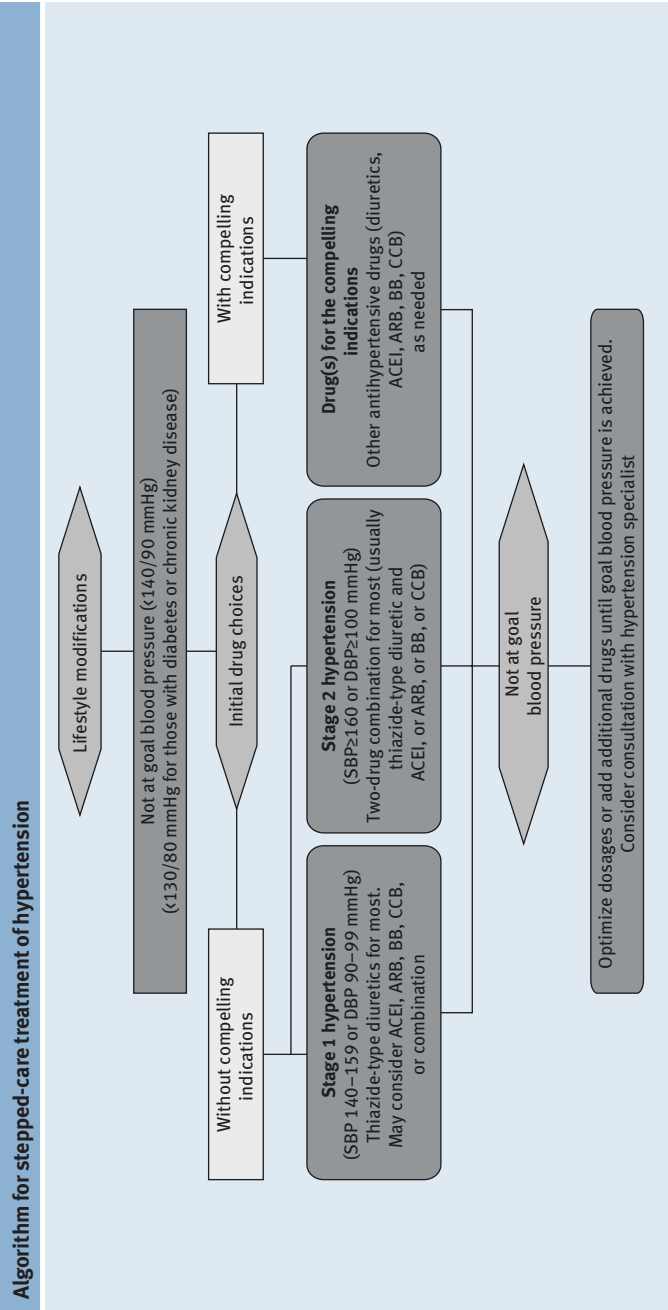 Algorithm for stepped-care treatment of hypertension
Lifestyle modifications
Not at goal blood pressure (<140/90 mmHg)
(<130/80 mmHg for those with diabetes or chronic kidney disease)
Initial drug choices
Without compelling
indications
With compelling
indications
Stage 1 hypertension
(SBP 140–159 or DBP 90–99 mmHg)
Thiazide-type diuretics for most.
May consider ACEI, ARB, BB, CCB,
or combination
Stage 2 hypertension
(SBP≥160 or DBP≥100 mmHg)
Two-drug combination for most (usually
thiazide-type diuretic and
ACEI, or ARB, or BB, or CCB)
Drug(s) for the compelling
indications
Other antihypertensive drugs (diuretics,
ACEI, ARB, BB, CCB)
as needed
Not at goal
blood pressure
Optimize dosages or add additional drugs until goal blood pressure is achieved.
Consider consultation with hypertension specialist